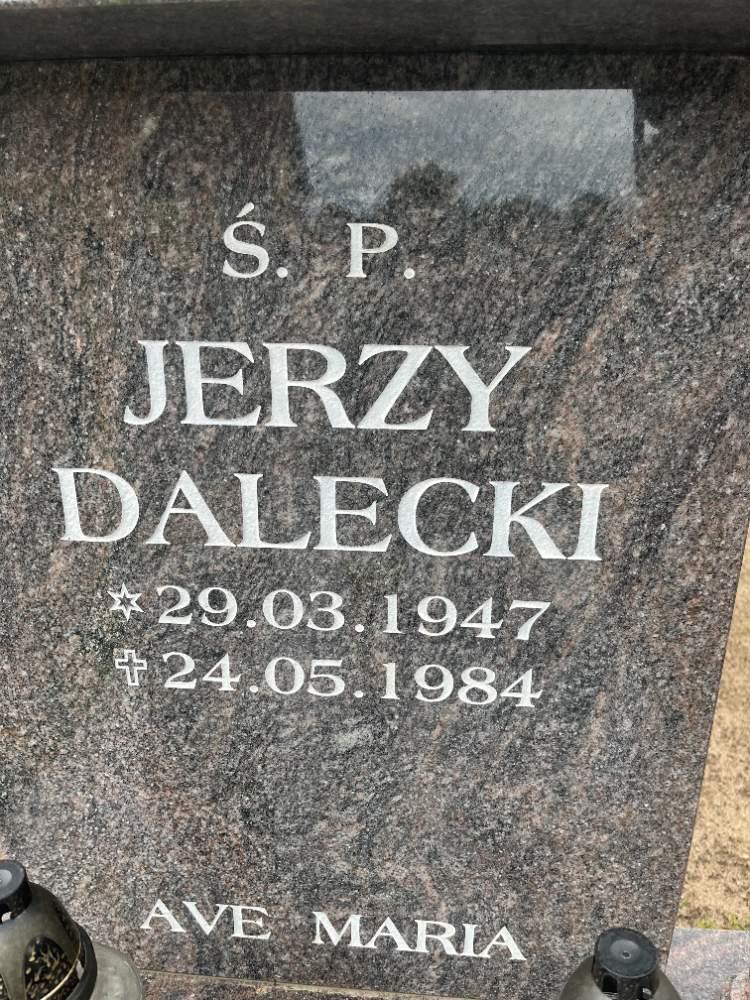 Ś. P.
JERZY
DALECKI
✡ 29.03.1947
✝ 24.05.1984
AVE MARIA